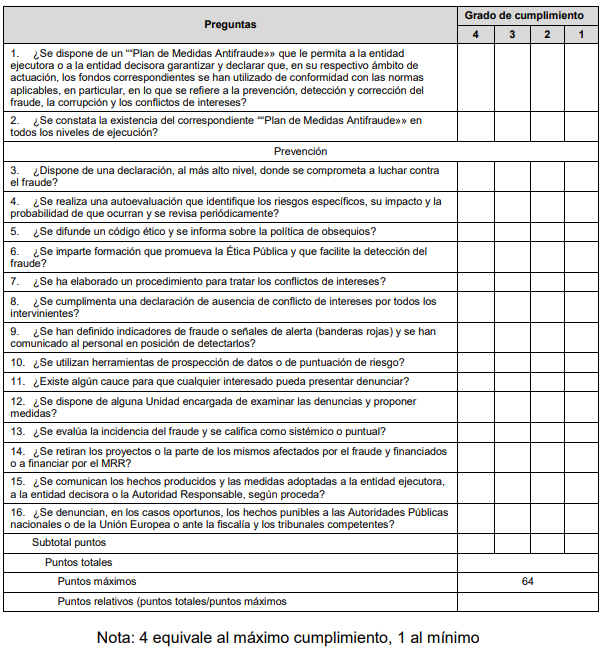 Preguntas
Grado de cumplimiento
4 3 2 1
1. ¿Se dispone de un ““Plan de Medidas Antifraude»» que le permita a la entidad
ejecutora o a la entidad decisora garantizar y declarar que, en su respectivo ámbito de
actuación, los fondos correspondientes se han utilizado de conformidad con las normas
aplicables, en particular, en lo que se refiere a la prevención, detección y corrección del
fraude, la corrupción y los conflictos de intereses?
2. ¿Se constata la existencia del correspondiente ““Plan de Medidas Antifraude»» en
todos los niveles de ejecución?
Prevención
3. ¿Dispone de una declaración, al más alto nivel, donde se comprometa a luchar contra
el fraude?
4. ¿Se realiza una autoevaluación que identifique los riesgos específicos, su impacto y la
probabilidad de que ocurran y se revisa periódicamente?
5. ¿Se difunde un código ético y se informa sobre la política de obsequios?
6. ¿Se imparte formación que promueva la Ética Pública y que facilite la detección del
fraude?
7. ¿Se ha elaborado un procedimiento para tratar los conflictos de intereses?
8. ¿Se cumplimenta una declaración de ausencia de conflicto de intereses por todos los
intervinientes?
9. ¿Se han definido indicadores de fraude o señales de alerta (banderas rojas) y se han
comunicado al personal en posición de detectarlos?
10. ¿Se utilizan herramientas de prospección de datos o de puntuación de riesgo?
11. ¿Existe algún cauce para que cualquier interesado pueda presentar denunciar?
12. ¿Se dispone de alguna Unidad encargada de examinar las denuncias y proponer
medidas?
13. ¿Se evalúa la incidencia del fraude y se califica como sistémico o puntual?
14. ¿Se retiran los proyectos o la parte de los mismos afectados por el fraude y financiados
o a financiar por el MRR?
15. ¿Se comunican los hechos producidos y las medidas adoptadas a la entidad ejecutora,
a la entidad decisora o la Autoridad Responsable, según proceda?
16. ¿Se denuncian, en los casos oportunos, los hechos punibles a las Autoridades Públicas
nacionales o de la Unión Europea o ante la fiscalía y los tribunales competentes?
Subtotal puntos
Puntos totales
Puntos máximos 64
Puntos relativos (puntos totales/puntos máximos
Nota: 4 equivale al máximo cumplimiento, 1 al mínimo